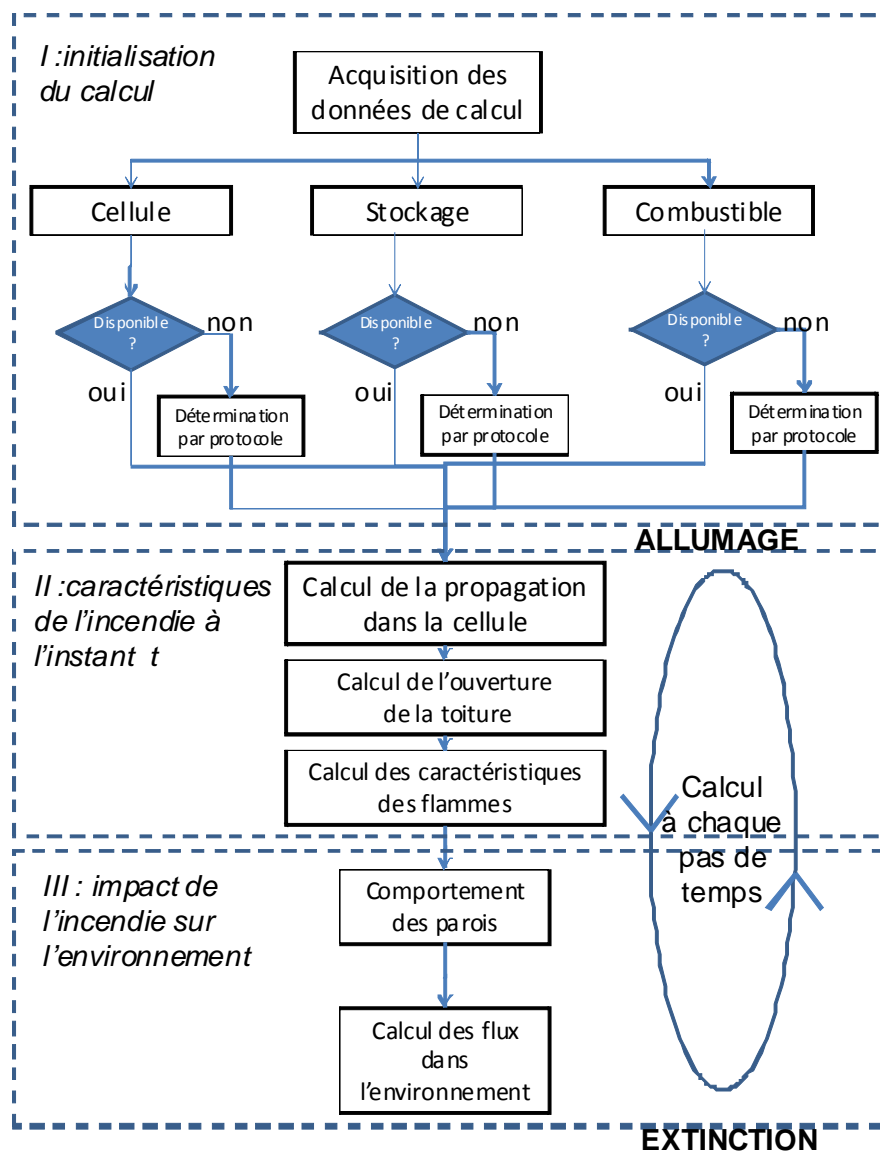 I :initialisation
du calcul
Acquisition des
données de calcul
Cellule
Stockage
Combustible
Disponible
?
non
oui
Disponible
?
non
oui
Disponible
?
non
oui
Détermination
par protocole
Détermination
par protocole
Détermination
par protocole
ALLUMAGE
II :caractéristiques
de l'incendie à
l'instant t
Calcul de la propagation
dans la cellule
Calcul de l'ouverture
de la toiture
Calcul des caractéristiques
des flammes
Calcul
à chaque
pas de
temps
III : impact de
l'incendie sur
l'environnement
Comportement
des parois
Calcul des flux
dans
l'environnement
EXTINCTION